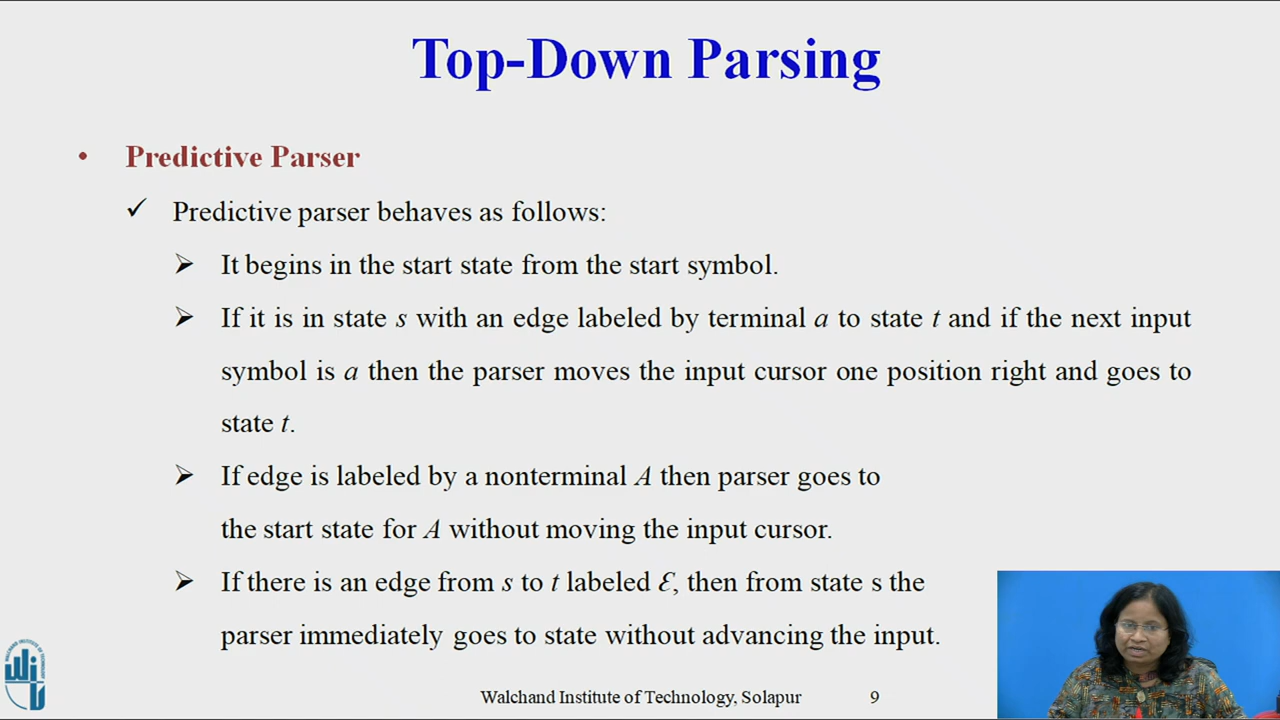 Top-Down Parsing
• Predictive Parser
✓ Predictive parser behaves as follows:
➢ It begins in the start state from the start symbol.
➢ If it is in state s with an edge labeled by terminal a to state t and if the next input
symbol is a then the parser moves the input cursor one position right and goes to
state t.
➢ If edge is labeled by a nonterminal A then parser goes to
the start state for A without moving the input cursor.
➢ If there is an edge from s to t labeled ℰ, then from state s the
parser immediately goes to state without advancing the input.
Walchand Institute of Technology, Solapur 9